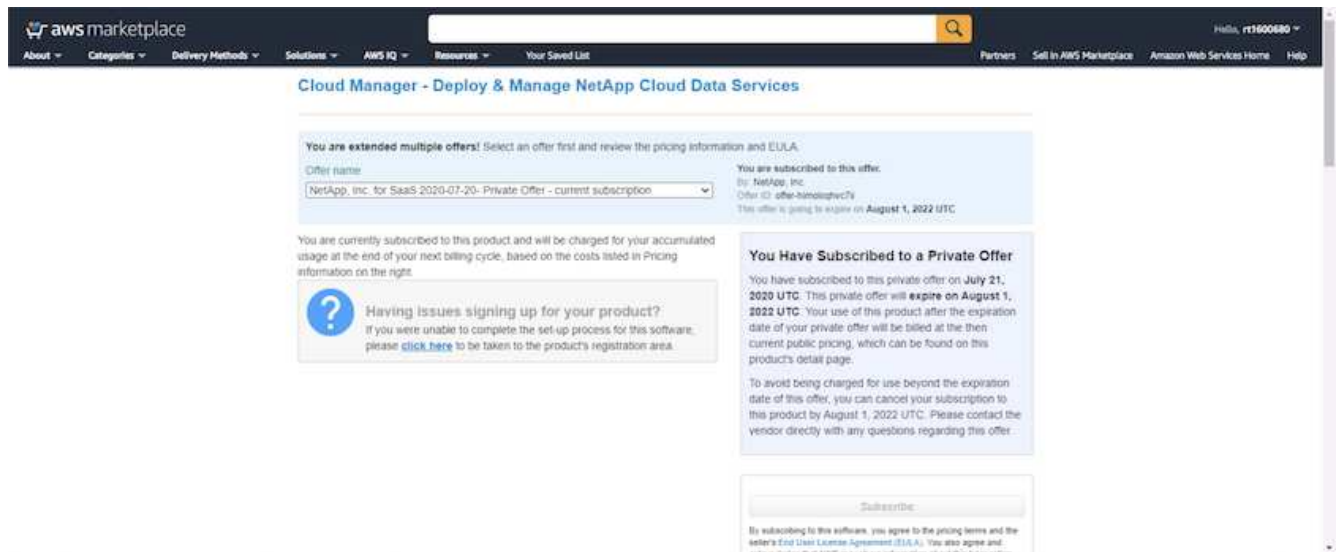 aws marketplace
Hello, rt1600680
About Categories Delivery Methods Solutions AWS IQ Resources Your Saved List Partners Sell in AWS Marketplace Amazon Web Services Home Help
Cloud Manager - Deploy & Manage NetApp Cloud Data Services
You are extended multiple offers! Select an offer first and review the pricing information and EULA.
Offer name
NetApp, Inc. for SaaS 2020-07-20- Private Offer - current subscription
You are subscribed to this offer.
By: NetApp, Inc.
Offer ID:
This offer is going to expire on August 1, 2022 UTC
You are currently subscribed to this product and will be charged for your accumulated
usage at the end of your next billing cycle, based on the costs listed in Pricing
information on the right.
Having issues signing up for your product?
If you were unable to complete the set-up process for this software,
please click here to be taken to the product's registration area.
You Have Subscribed to a Private Offer
You have subscribed to this private offer on July 21,
2020 UTC. This private offer will expire on August 1,
2022 UTC. Your use of this product after the expiration
date of your private offer will be billed at the then
current public pricing, which can be found on this
product's detail page.
To avoid being charged for use beyond the expiration
date of this offer, you can cancel your subscription to
this product by August 1, 2022 UTC. Please contact the
vendor directly with any questions regarding this offer.
Subscribe
By subscribing to this software, you agree to the pricing terms and the
seller's End User License Agreement (EULA). You also agree and